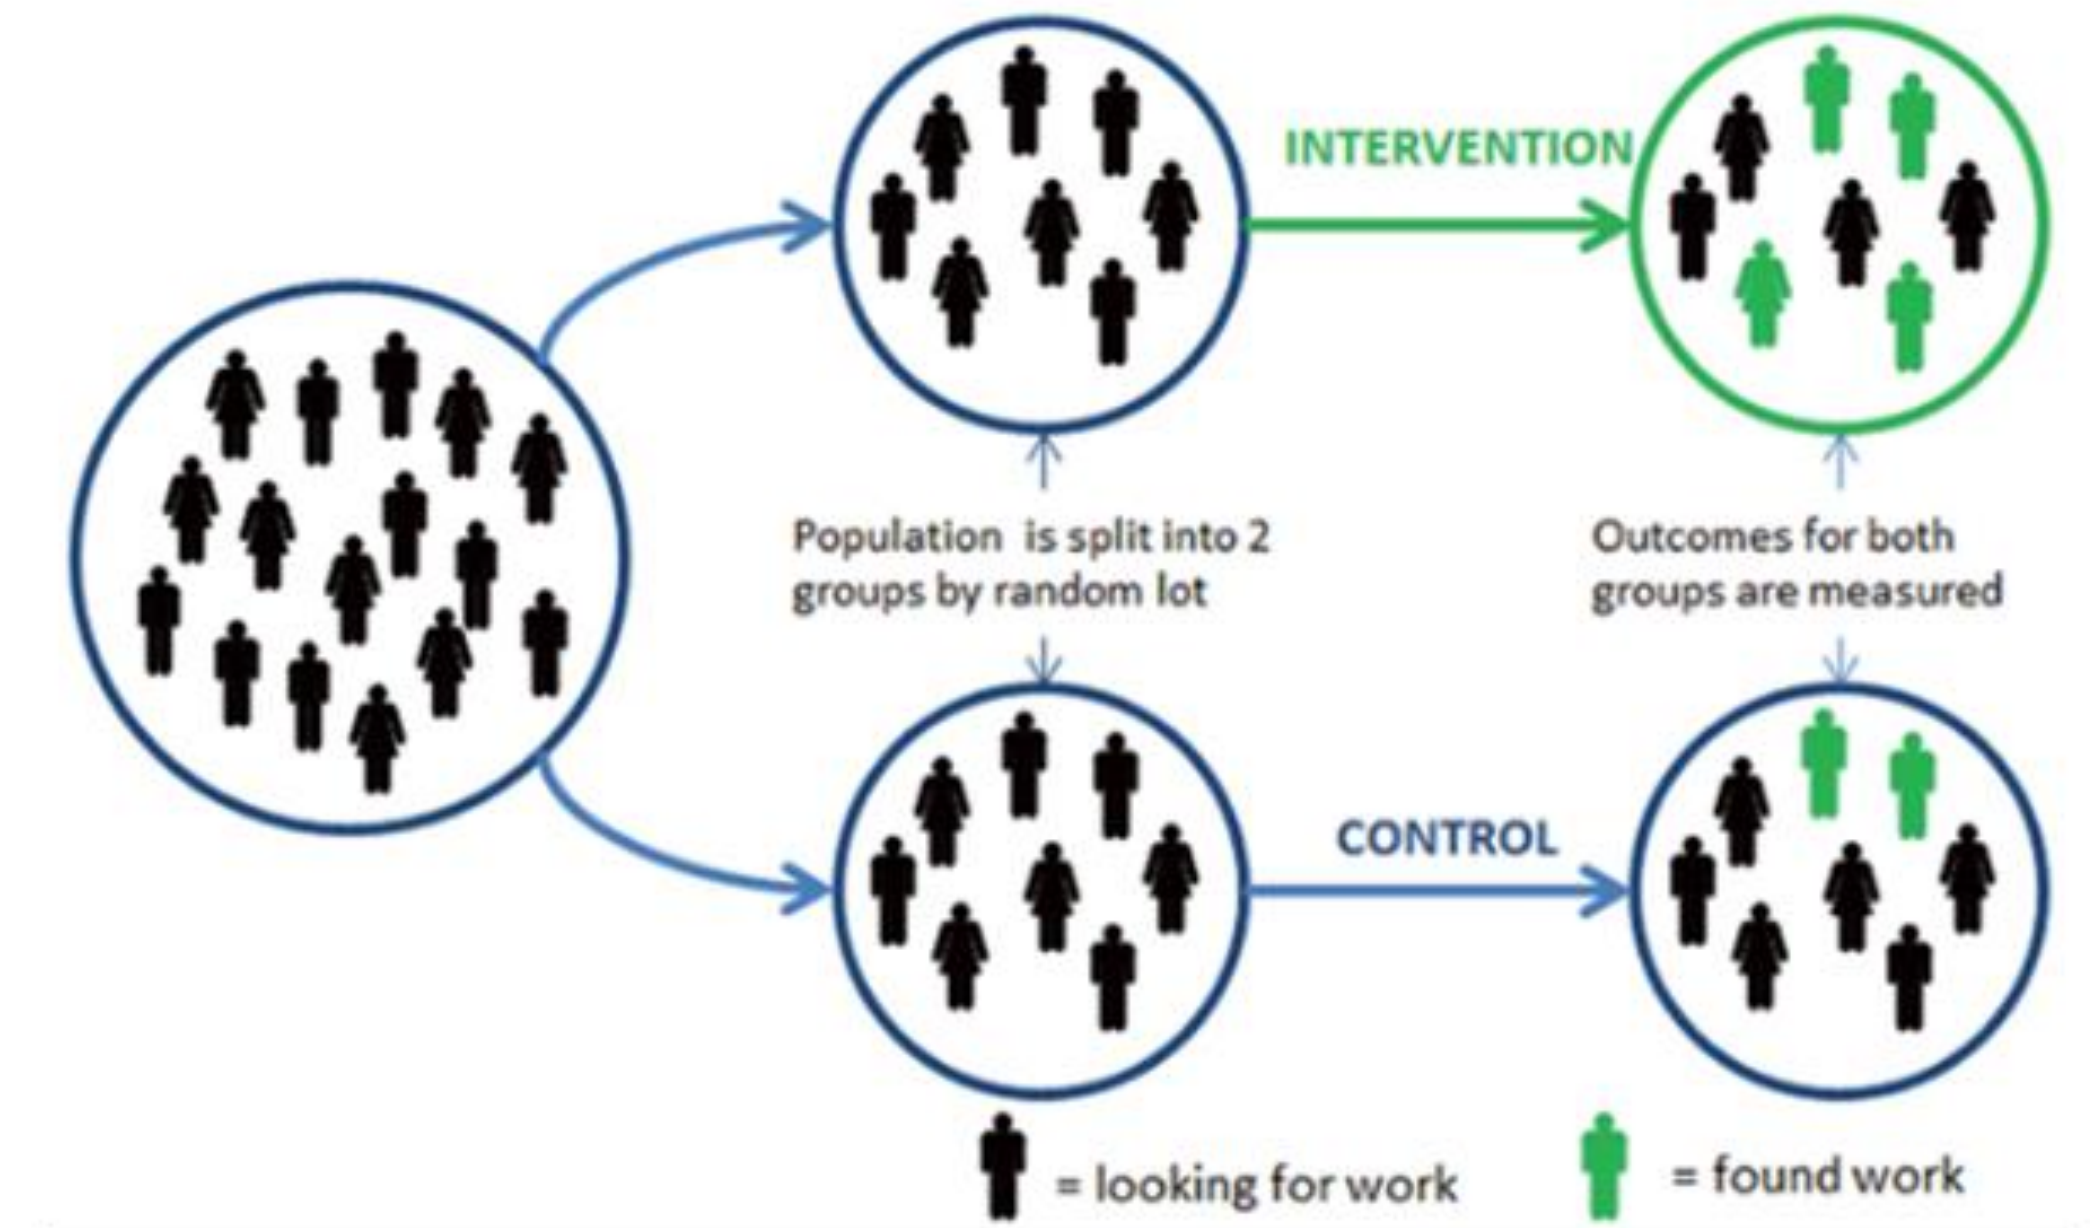 INTERVENTION
Population is split into 2
groups by random lot
Outcomes for both
groups are measured
CONTROL
= looking for work
= found work